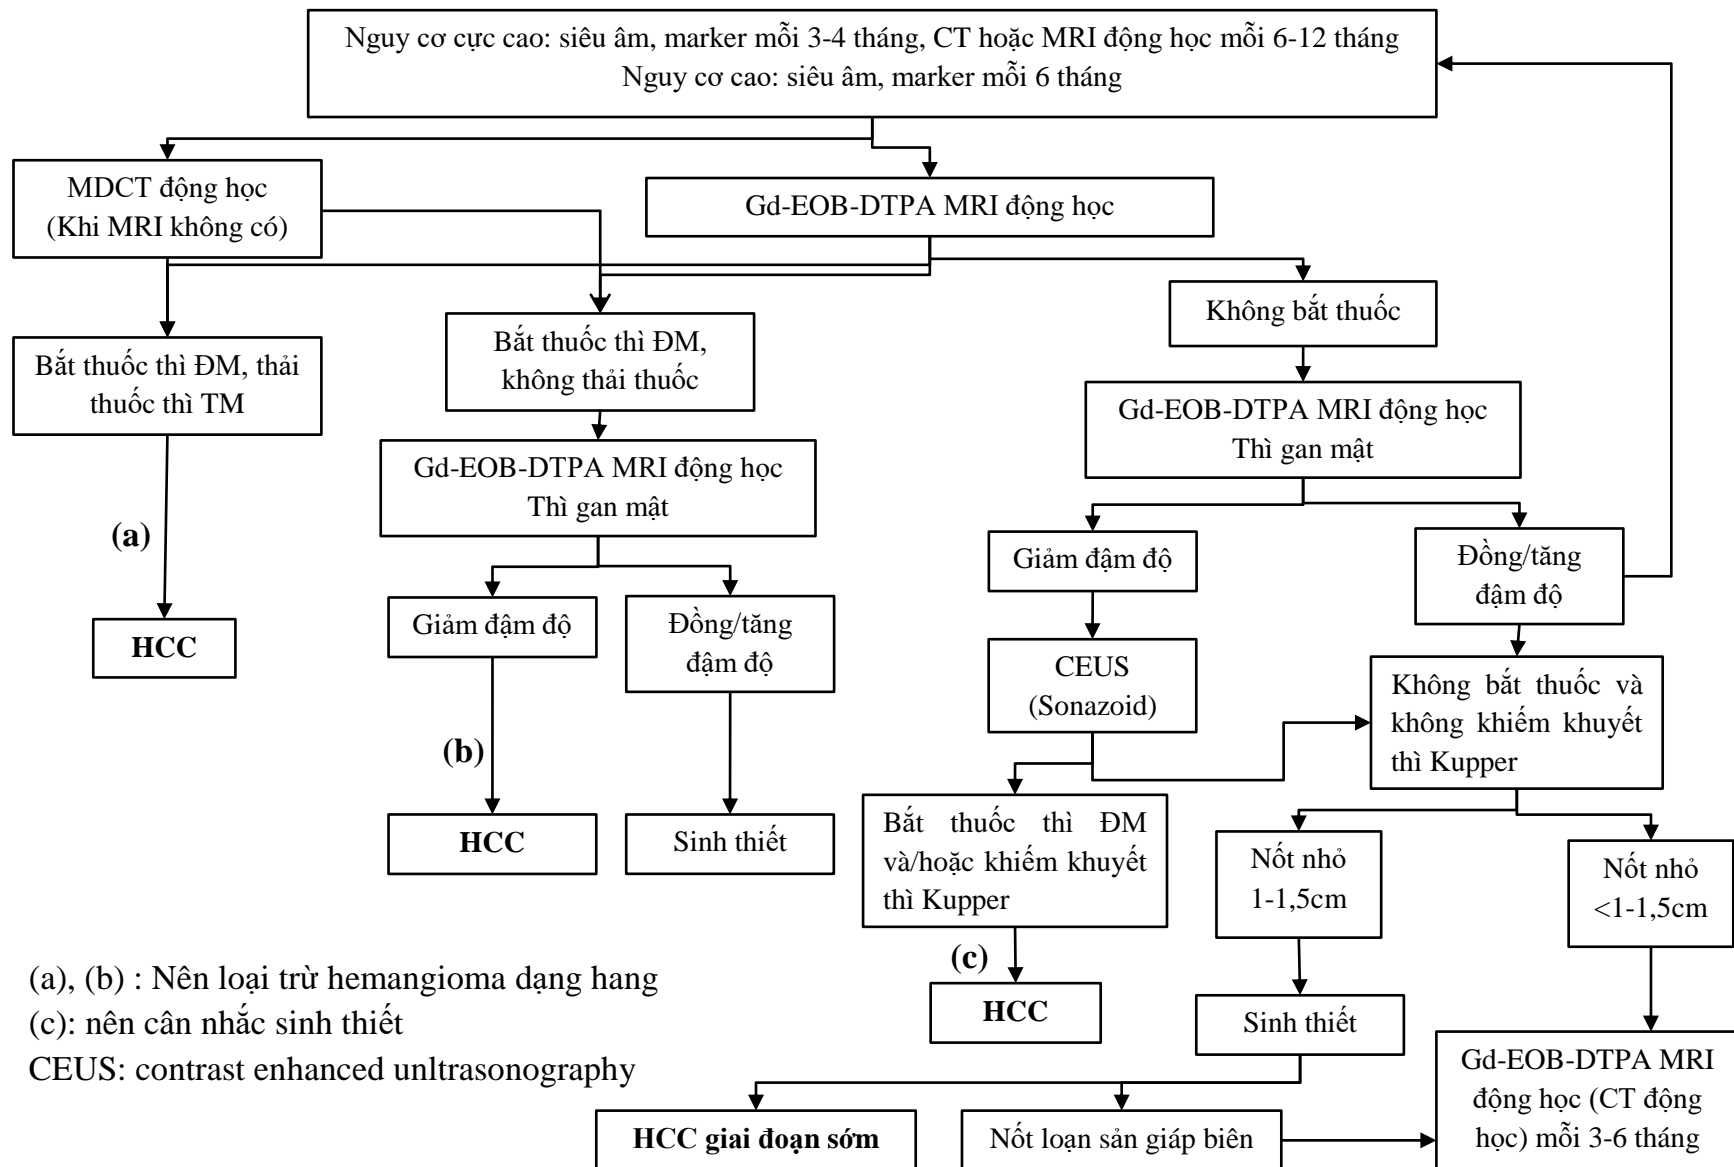 Nguy cơ cực cao: siêu âm, marker mỗi 3-4 tháng, CT hoặc MRI động học mỗi 6-12 tháng
Nguy cơ cao: siêu âm, marker mỗi 6 tháng
MDCT động học
(Khi MRI không có)
Gd-EOB-DTPA MRI động học
Bắt thuốc thì ĐM, thải
thuốc thì TM
Bắt thuốc thì ĐM,
không thải thuốc
Không bắt thuốc
Gd-EOB-DTPA MRI động học
Thì gan mật
Gd-EOB-DTPA MRI động học
Thì gan mật
(a)
HCC
Giảm đậm độ
Đồng/tăng
đậm độ
Giảm đậm độ
Đồng/tăng
đậm độ
(b)
HCC
Sinh thiết
CEUS
(Sonazoid)
Không bắt thuốc và
không khiếm khuyết
thì Kupper
Bắt thuốc thì ĐM
và/hoặc khiếm khuyết
thì Kupper
Nốt nhỏ
1-1,5cm
Nốt nhỏ
<1-1,5cm
(c)
HCC
Sinh thiết
(a), (b) : Nên loại trừ hemangioma dạng hang
(c): nên cân nhắc sinh thiết
CEUS: contrast enhanced unltrasonography
HCC giai đoạn sớm
Nốt loạn sản giáp biên
Gd-EOB-DTPA MRI
động học (CT động
học) mỗi 3-6 tháng